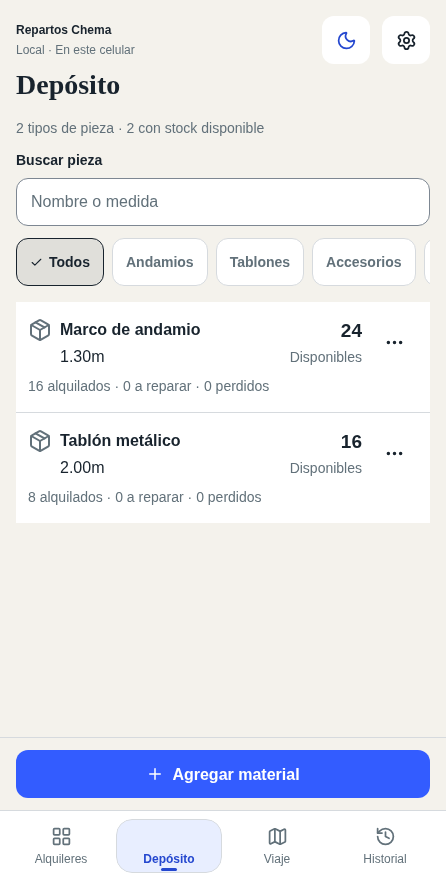 Repartos Chema
Local · En este celular
Depósito
2 tipos de pieza · 2 con stock disponible
Buscar pieza
Nombre o medida
Todos
Andamios
Tablones
Accesorios
Marco de andamio
24
1.30m
Disponibles
16 alquilados · 0 a reparar · 0 perdidos
Tablón metálico
16
2.00m
Disponibles
8 alquilados · 0 a reparar · 0 perdidos
Agregar material
Alquileres
Depósito
Viaje
Historial